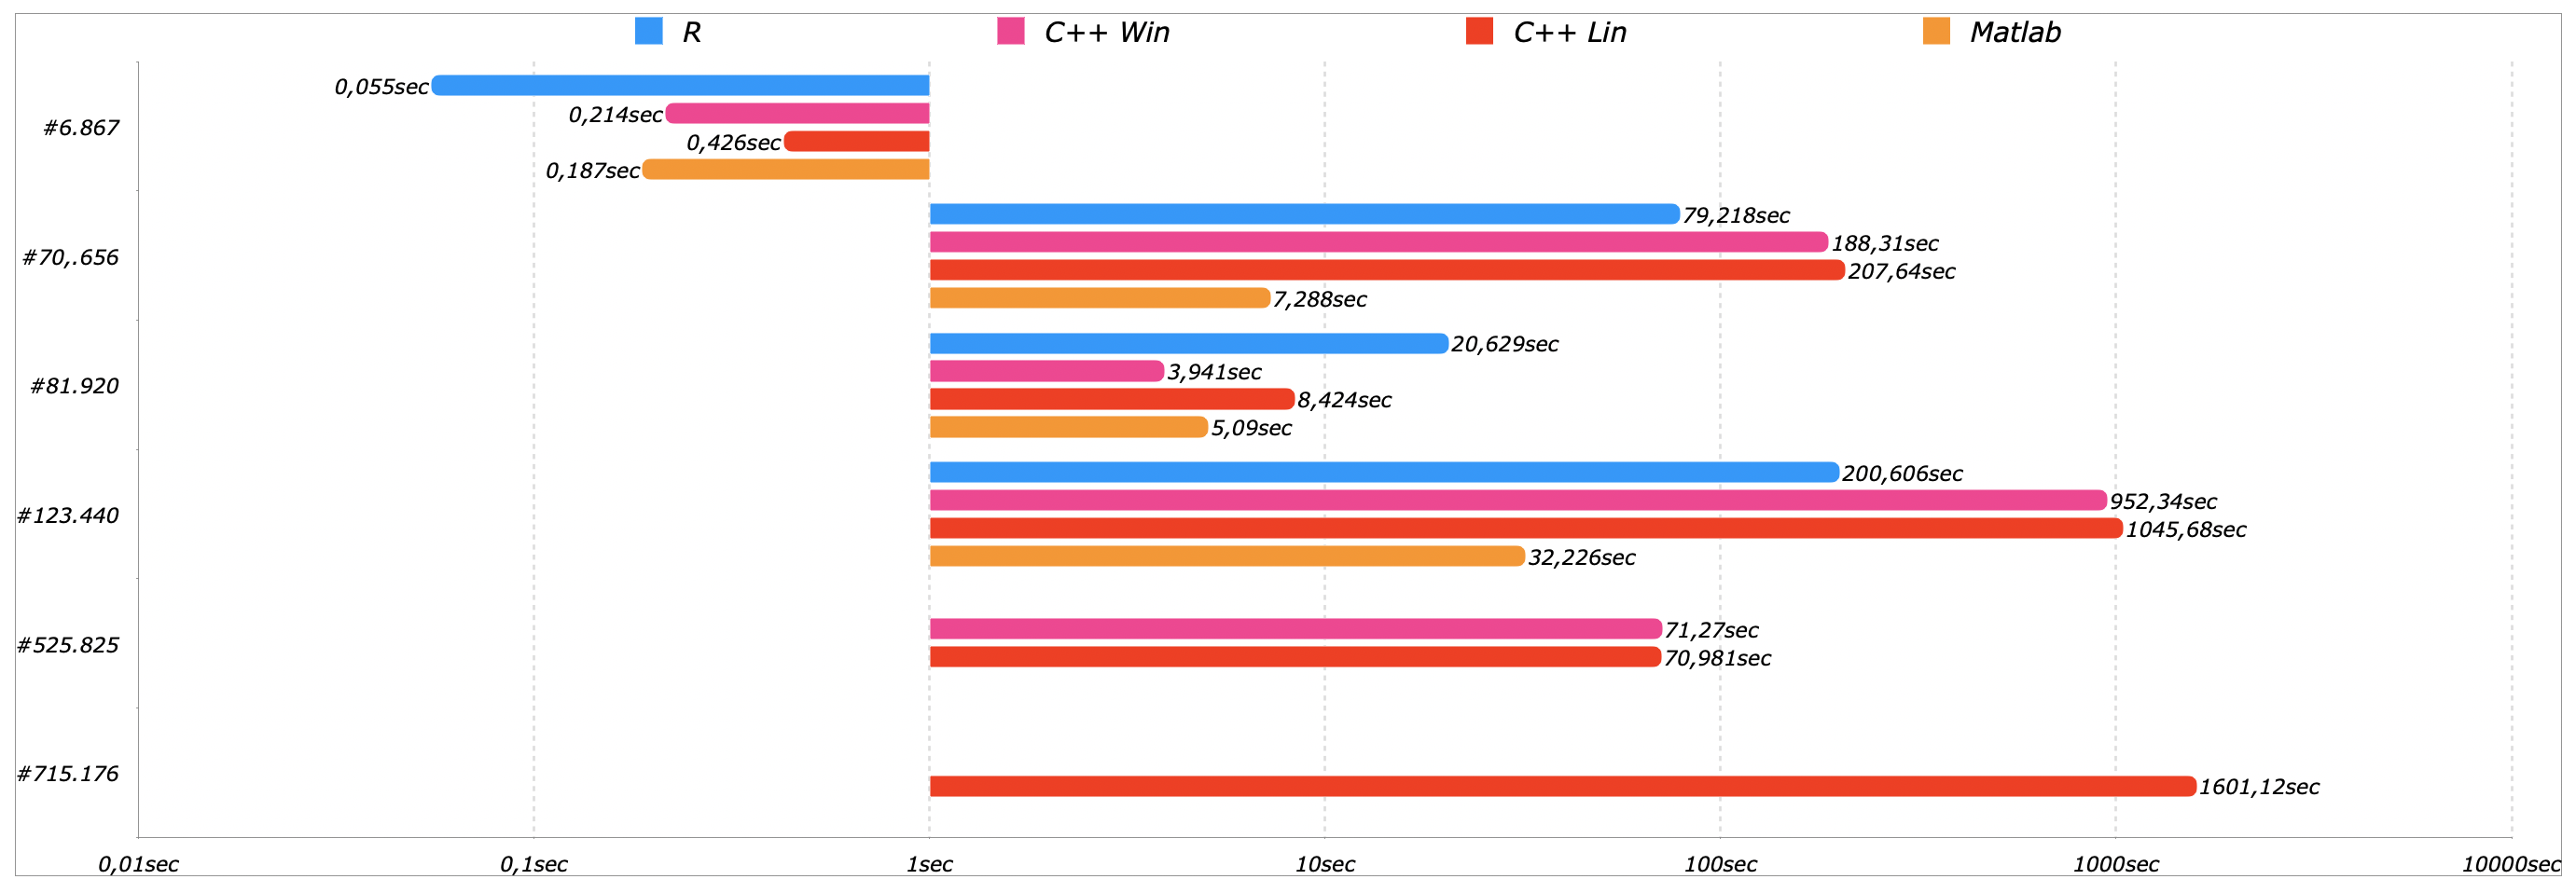 R C++ Win C++ Lin Matlab
#6.867
0,055sec
0,214sec
0,426sec
0,187sec
#70,.656
79,218sec
188,31sec
207,64sec
7,288sec
#81.920
20,629sec
3,941sec
8,424sec
5,09sec
#123.440
200,606sec
952,34sec
1045,68sec
32,226sec
#525.825
71,27sec
70,981sec
#715.176
1601,12sec
0,01sec 0,1sec 1sec 10sec 100sec 1000sec 10000sec